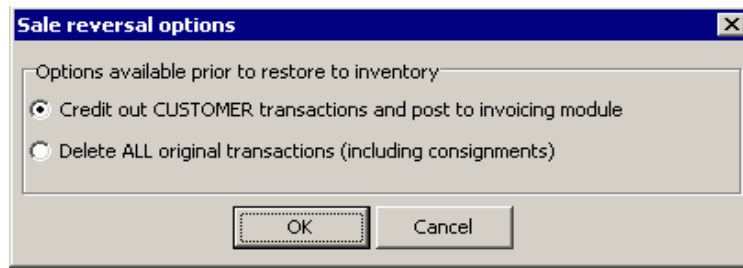 Sale reversal options
Options available prior to restore to inventory
Credit out CUSTOMER transactions and post to invoicing module
Delete ALL original transactions (including consignments)
OK Cancel